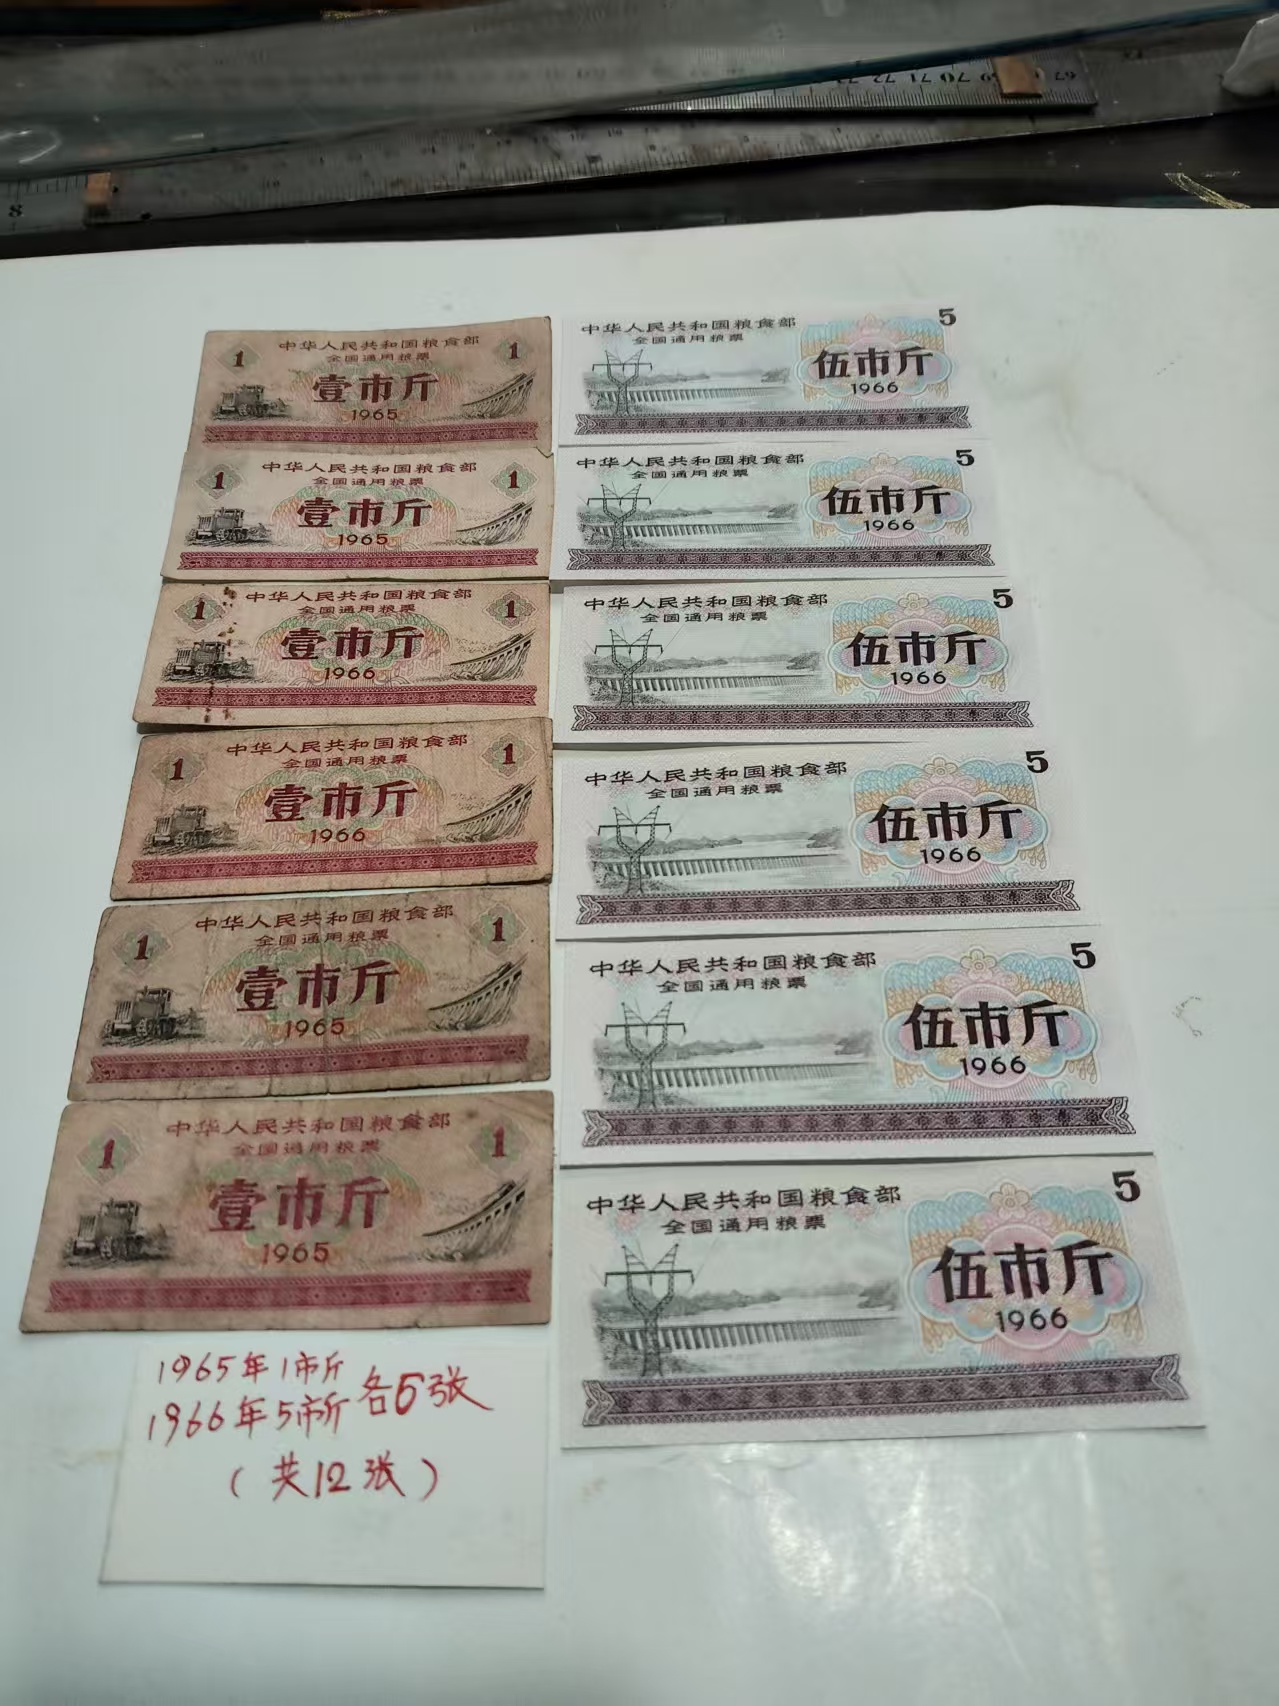 1 中华人民共和国粮食部 1
全国通用粮票
壹市斤
1965
1 中华人民共和国粮食部 1
全国通用粮票
壹市斤
1965
1 中华人民共和国粮食部 1
全国通用粮票
壹市斤
1966
1 中华人民共和国粮食部 1
全国通用粮票
壹市斤
1966
1 中华人民共和国粮食部 1
全国通用粮票
壹市斤
1965
1 中华人民共和国粮食部 1
全国通用粮票
壹市斤
1965
中华人民共和国粮食部 5
全国通用粮票
伍市斤
1966
中华人民共和国粮食部 5
全国通用粮票
伍市斤
1966
中华人民共和国粮食部 5
全国通用粮票
伍市斤
1966
中华人民共和国粮食部 5
全国通用粮票
伍市斤
1966
中华人民共和国粮食部 5
全国通用粮票
伍市斤
1966
中华人民共和国粮食部 5
全国通用粮票
伍市斤
1966
1965年1市斤
1966年5市斤 各6张
(共12张)